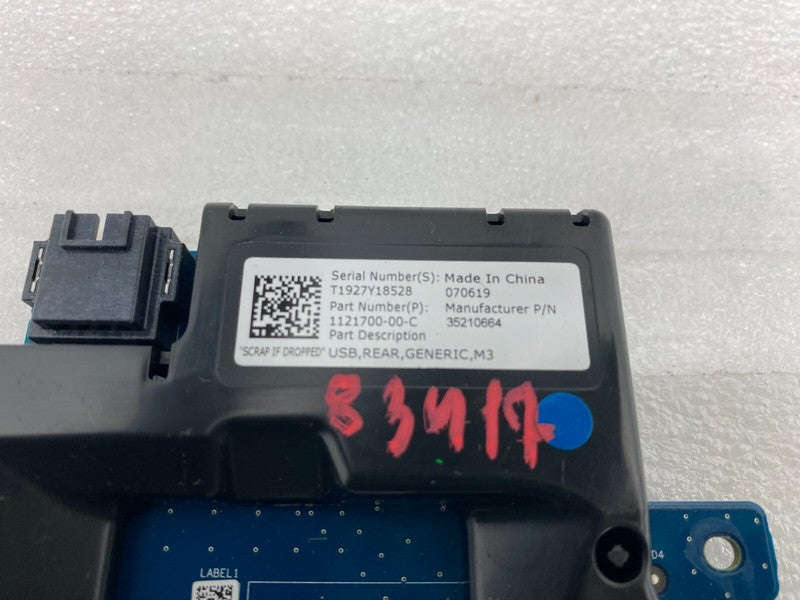 Serial Number(S): Made In China
T1927Y18528 070619
Part Number(P): Manufacturer P/N
1121700-00-C 35210664
Part Description
"SCRAP IF DROPPED" USB,REAR,GENERIC,M3
83417
D4
LABEL1